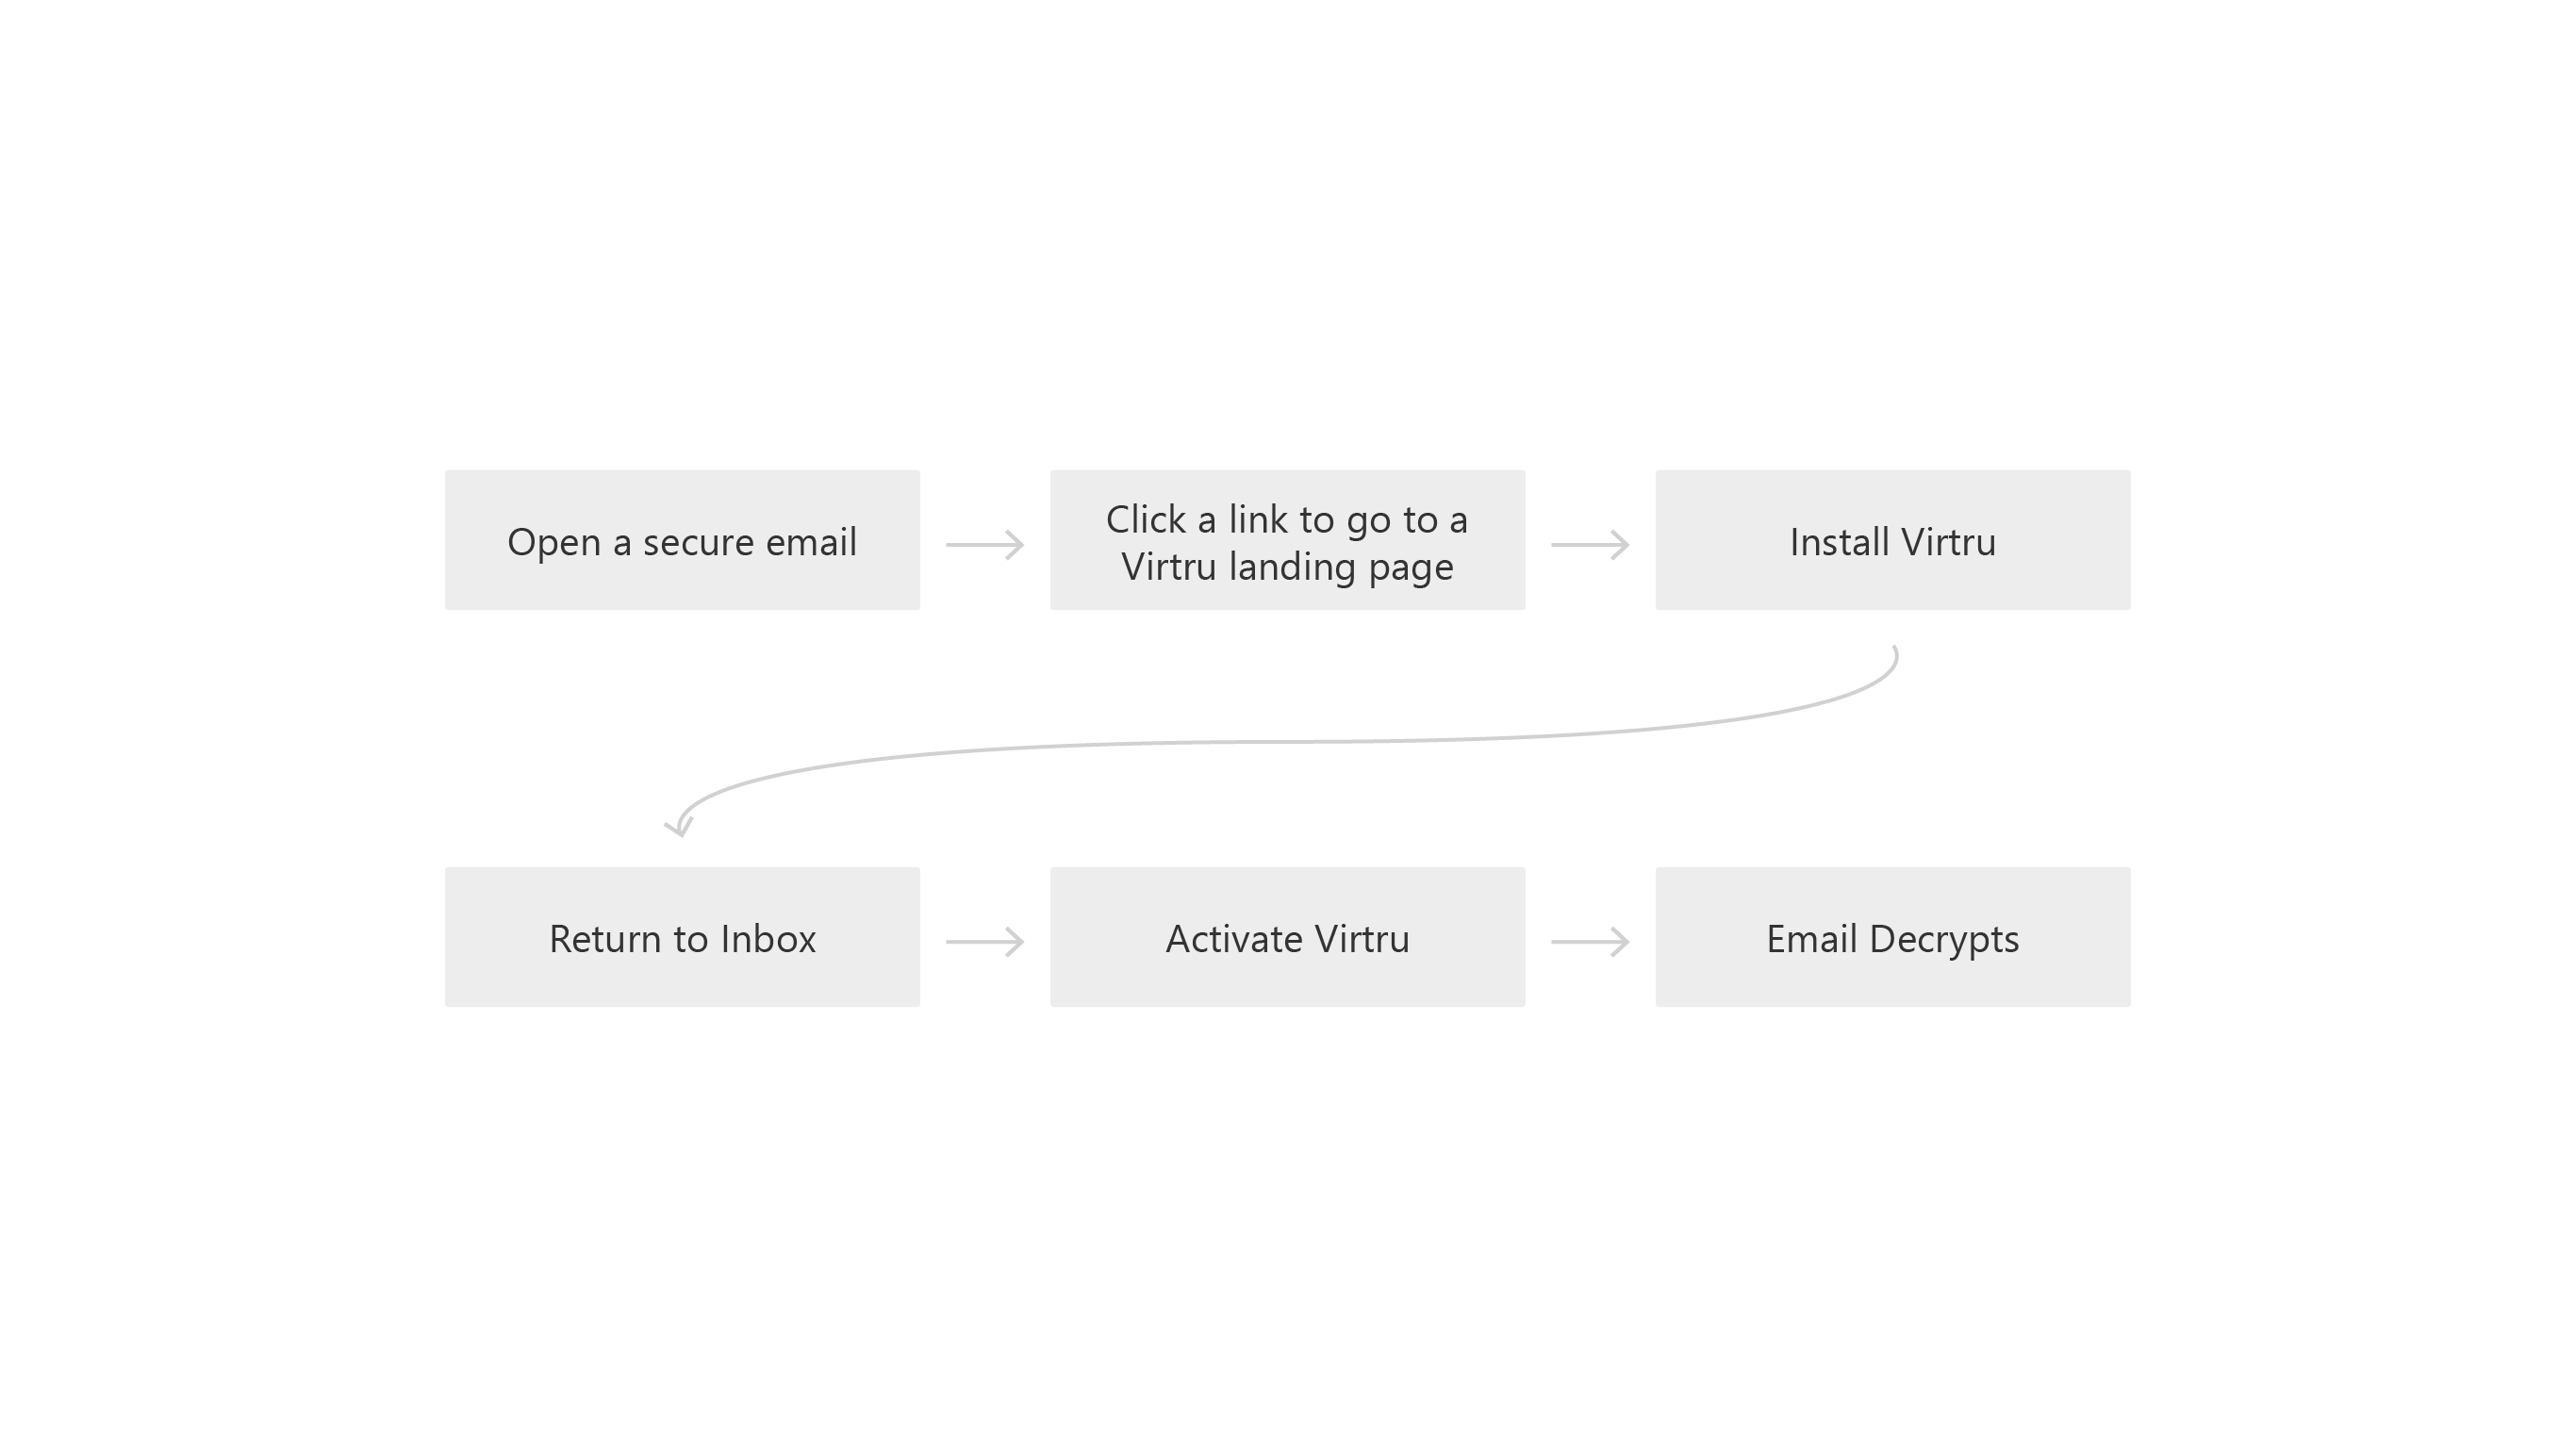 Open a secure email
Click a link to go to a
Virtru landing page
Install Virtru
Return to Inbox
Activate Virtru
Email Decrypts